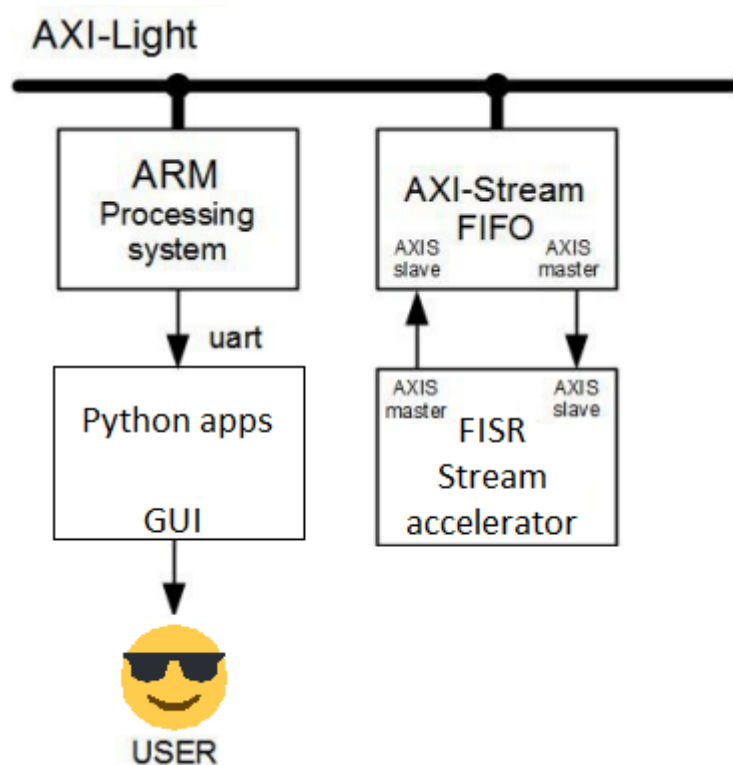 AXI-Light
ARM
Processing
system
AXI-Stream
FIFO
AXIS
slave
AXIS
master
uart
Python apps
GUI
AXIS
master
AXIS
slave
FISR
Stream
accelerator
USER